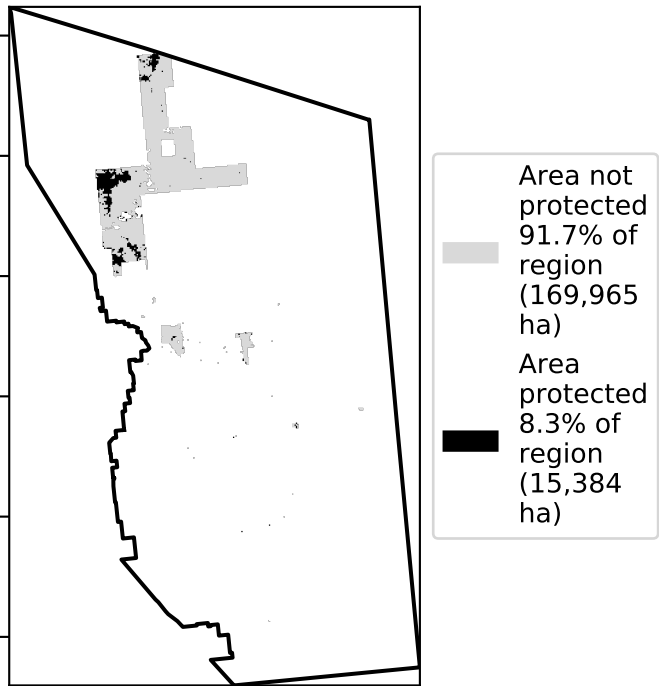 Area not
protected
91.7% of
region
(169,965
ha)
Area
protected
8.3% of
region
(15,384
ha)